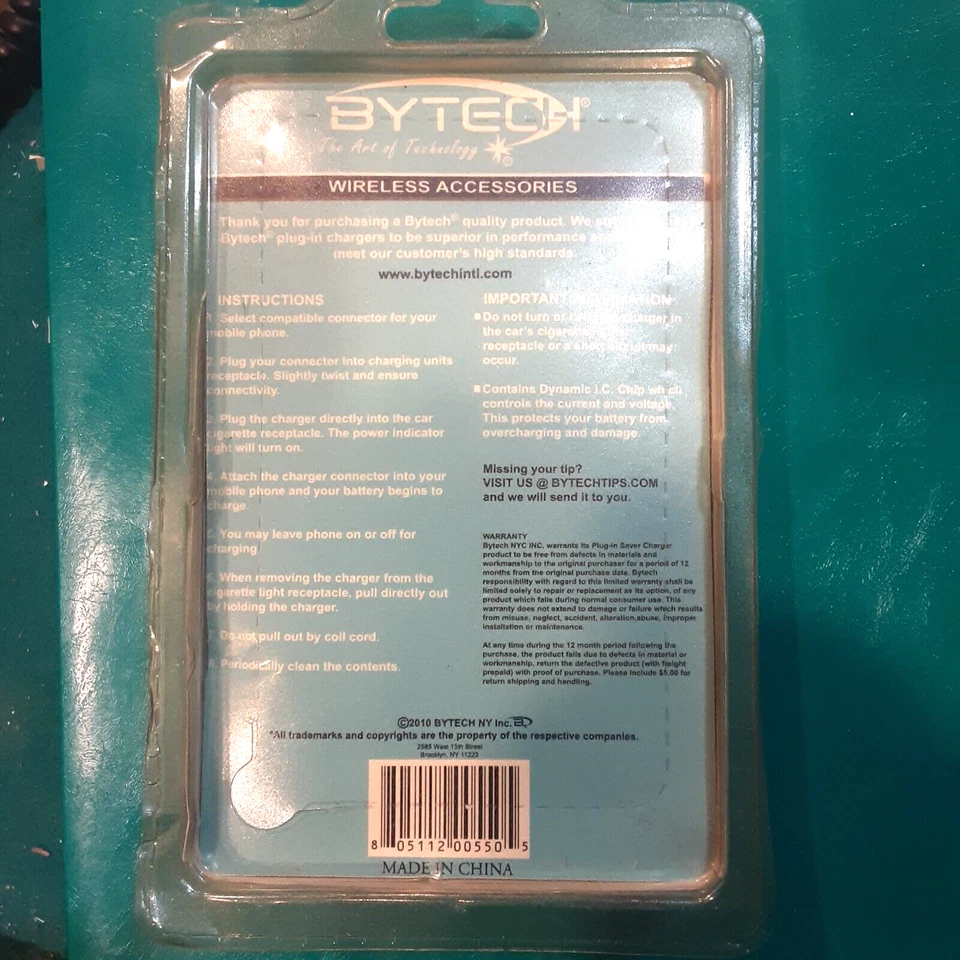 BYTECH®
The Art of Technology ®
WIRELESS ACCESSORIES
Thank you for purchasing a Bytech® quality product. We
Bytech® plug-in chargers to be superior in performance
meet our customer's high standards.
www.bytechintl.com
INSTRUCTIONS
1. Select compatible connector for your
mobile phone.
2. Plug your connector into charging units
receptacle. Slightly twist and ensure
connectivity.
3. Plug the charger directly into the car
cigarette receptacle. The power indicator
light will turn on.
4. Attach the charger connector into your
mobile phone and your battery begins to
charge.
5. You may leave phone on or off for
charging
6. When removing the charger from the
cigarette light receptacle, pull directly out
by holding the charger.
7. Do not pull out by coil cord.
8. Periodically clean the contents.
IMPORTANT INFORMATION
Do not turn or charger in
the car's cigarette
receptacle or a short circuit may
occur.
Contains Dynamic I.C. Chip which
controls the current and voltage.
This protects your battery from
overcharging and damage.
Missing your tip?
VISIT US @ BYTECHTIPS.COM
and we will send it to you.
WARRANTY
Bytech NYC INC. warrants its Plug-in Saver Charger
product to be free from defects in materials and
workmanship to the original purchaser for a period of 12
months from the original purchase date. Bytech
responsibility with regard to this limited warranty shall be
limited solely to repair or replacement as its option, of any
product which fails during normal consumer use. This
warranty does not extend to damage or failure which results
from misuse, neglect, accident, alteration,abuse, improper
installation or maintenance.
At any time during the 12 month period following the
purchase, the product fails due to defects in material or
workmanship, return the defective product (with freight
prepaid) with proof of purchase. Please include $5.00 for
return shipping and handling.
©2010 BYTECH NY Inc.
*All trademarks and copyrights are the property of the respective companies.
2585 West 13th Street
Brooklyn, NY 11223
8 05112 00550 5
MADE IN CHINA